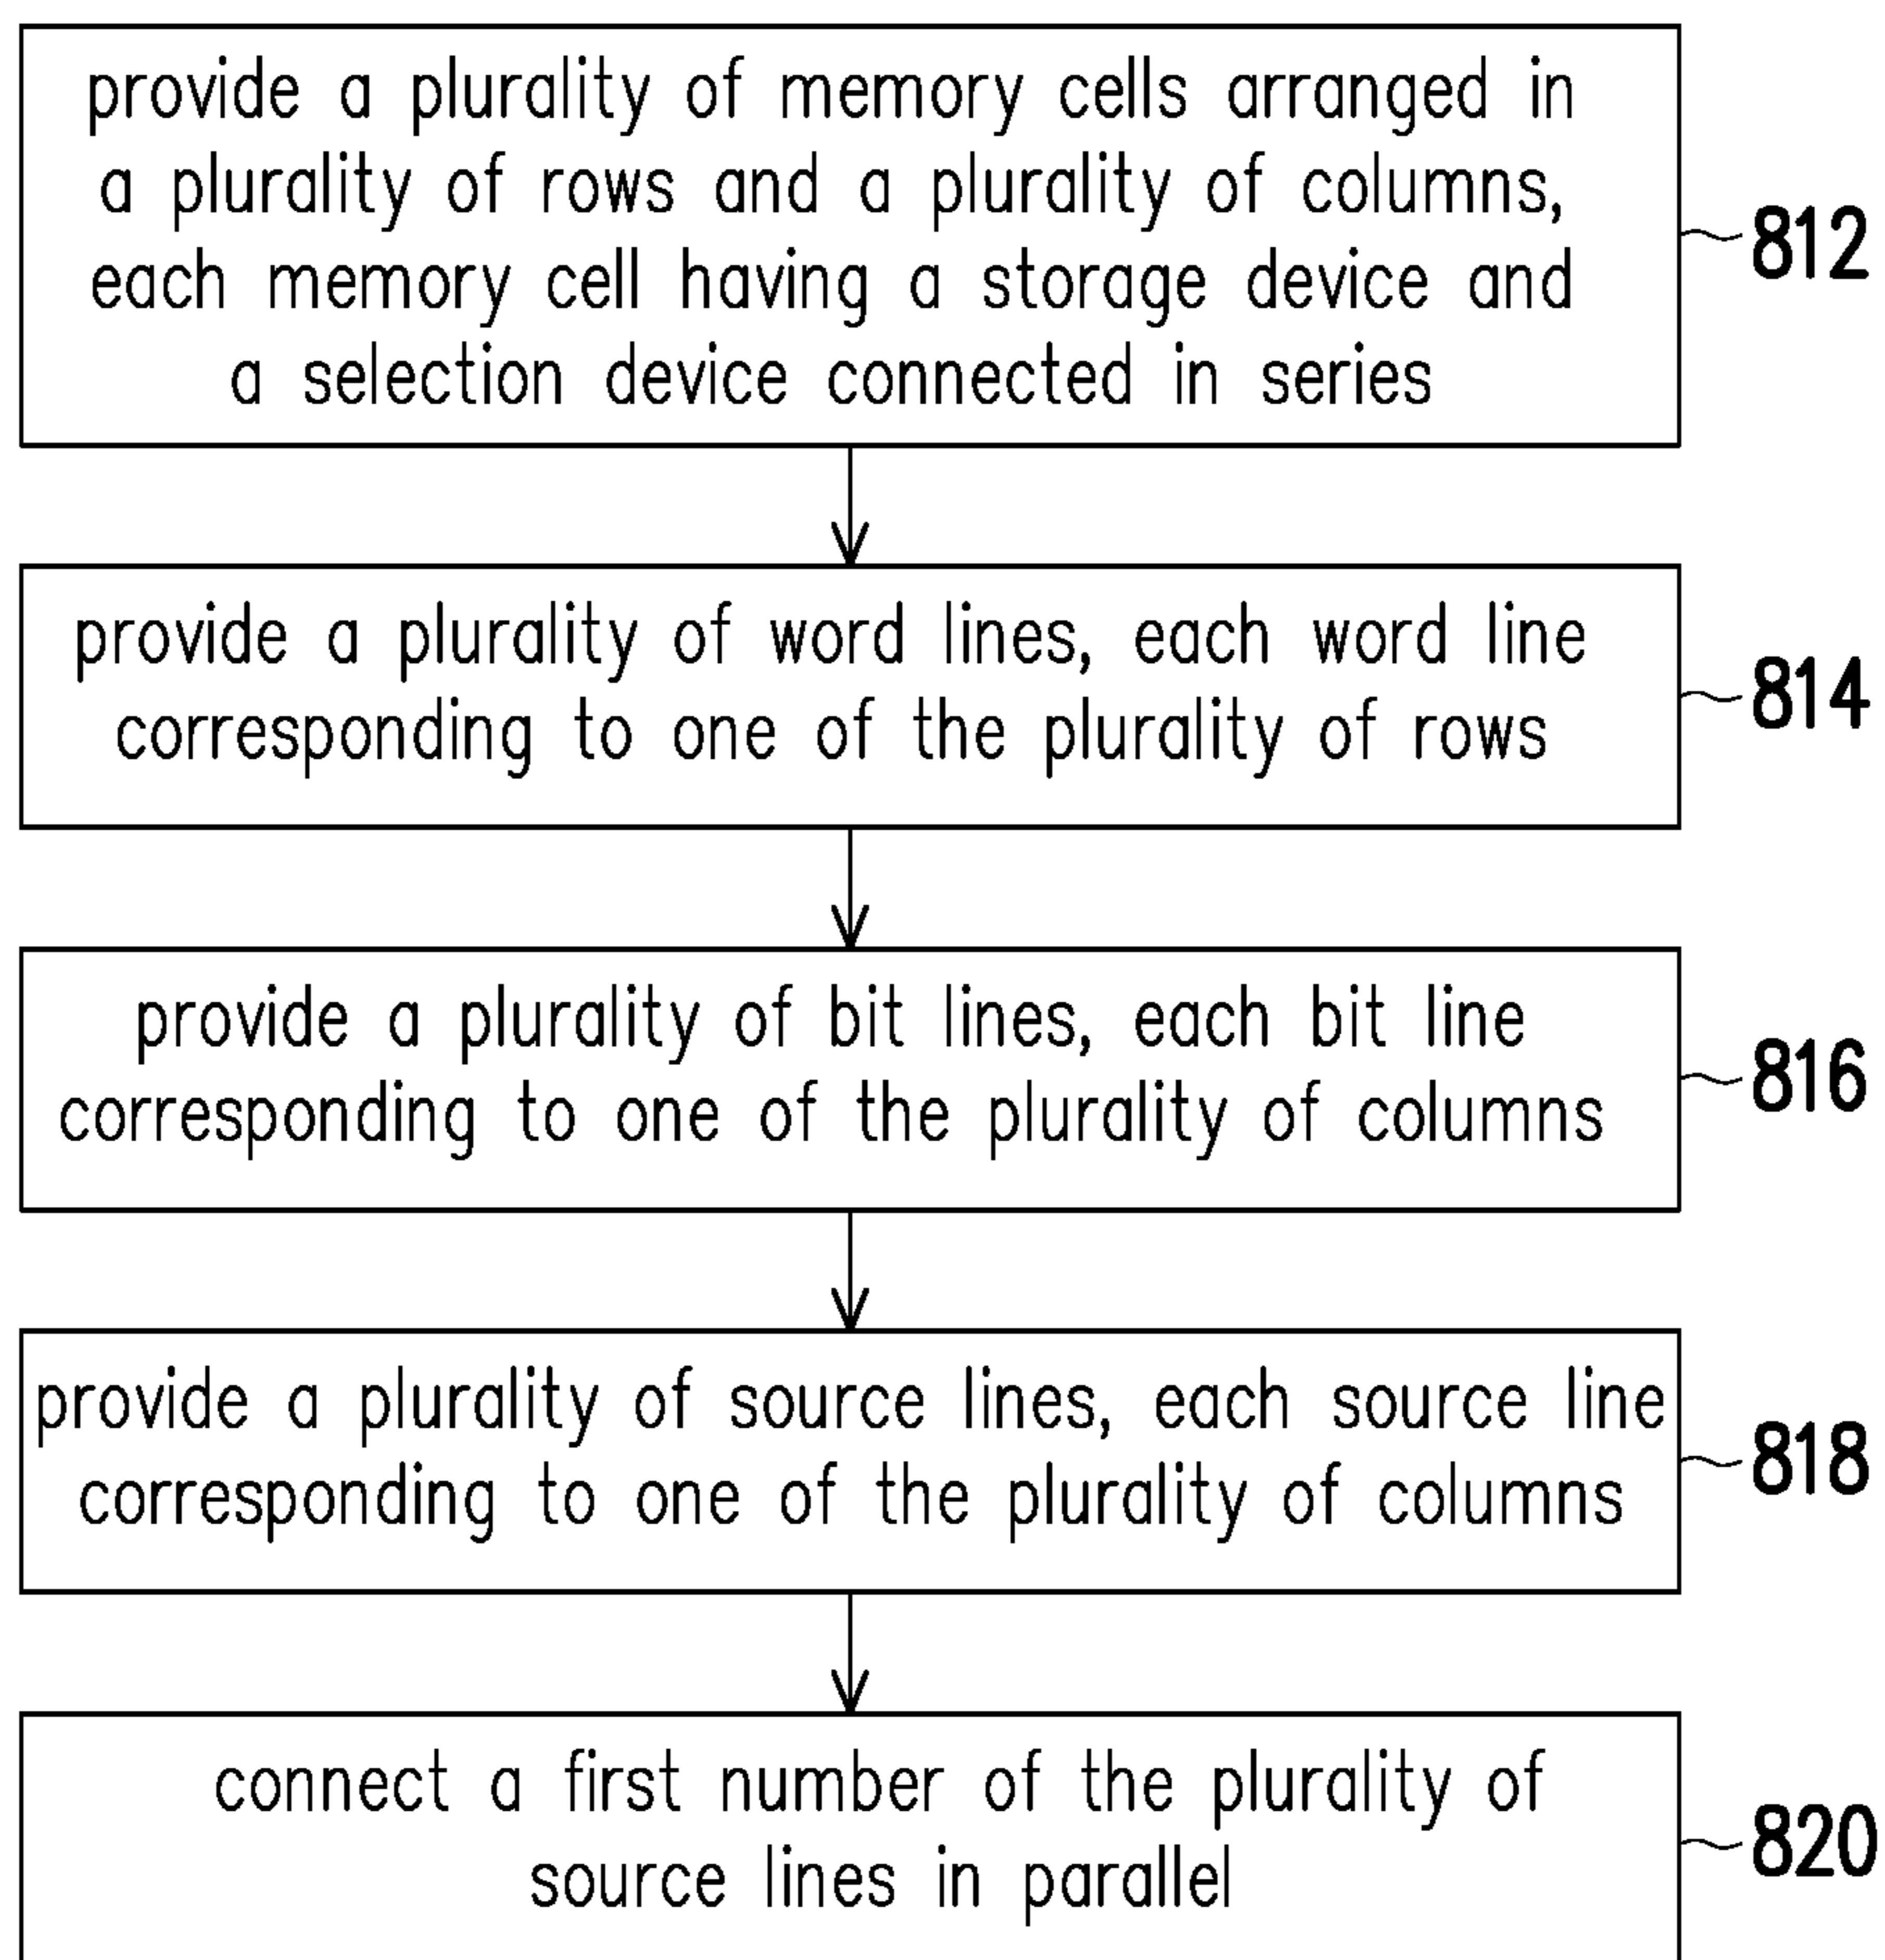 provide a plurality of memory cells arranged in
a plurality of rows and a plurality of columns,
each memory cell having a storage device and
a selection device connected in series
812
provide a plurality of word lines, each word line
corresponding to one of the plurality of rows
814
provide a plurality of bit lines, each bit line
corresponding to one of the plurality of columns
816
provide a plurality of source lines, each source line
corresponding to one of the plurality of columns
818
connect a first number of the plurality of
source lines in parallel
820